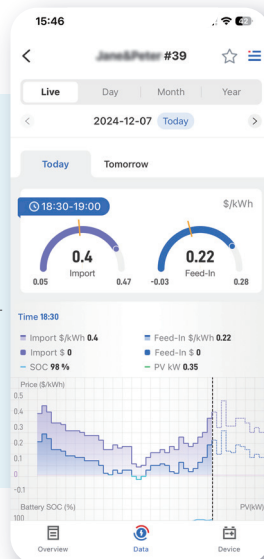 15:46
42
#39
Live Day Month Year
2024-12-07 Today
Today Tomorrow
18:30-19:00 $/kWh
0.4 0.22
Import Feed-In
0.05 0.47 -0.03 0.28
Time 18:30
Import $/kWh 0.4 Feed-In $/kWh 0.22
Import $ 0 Feed-In $ 0
SOC 98 % PV kW 0.35
Price ($/kWh)
0.5
0.4
0.3
0.2
0.1
0
-0.1
Battery SOC (%) PV(kW)
100
Overview Data Device